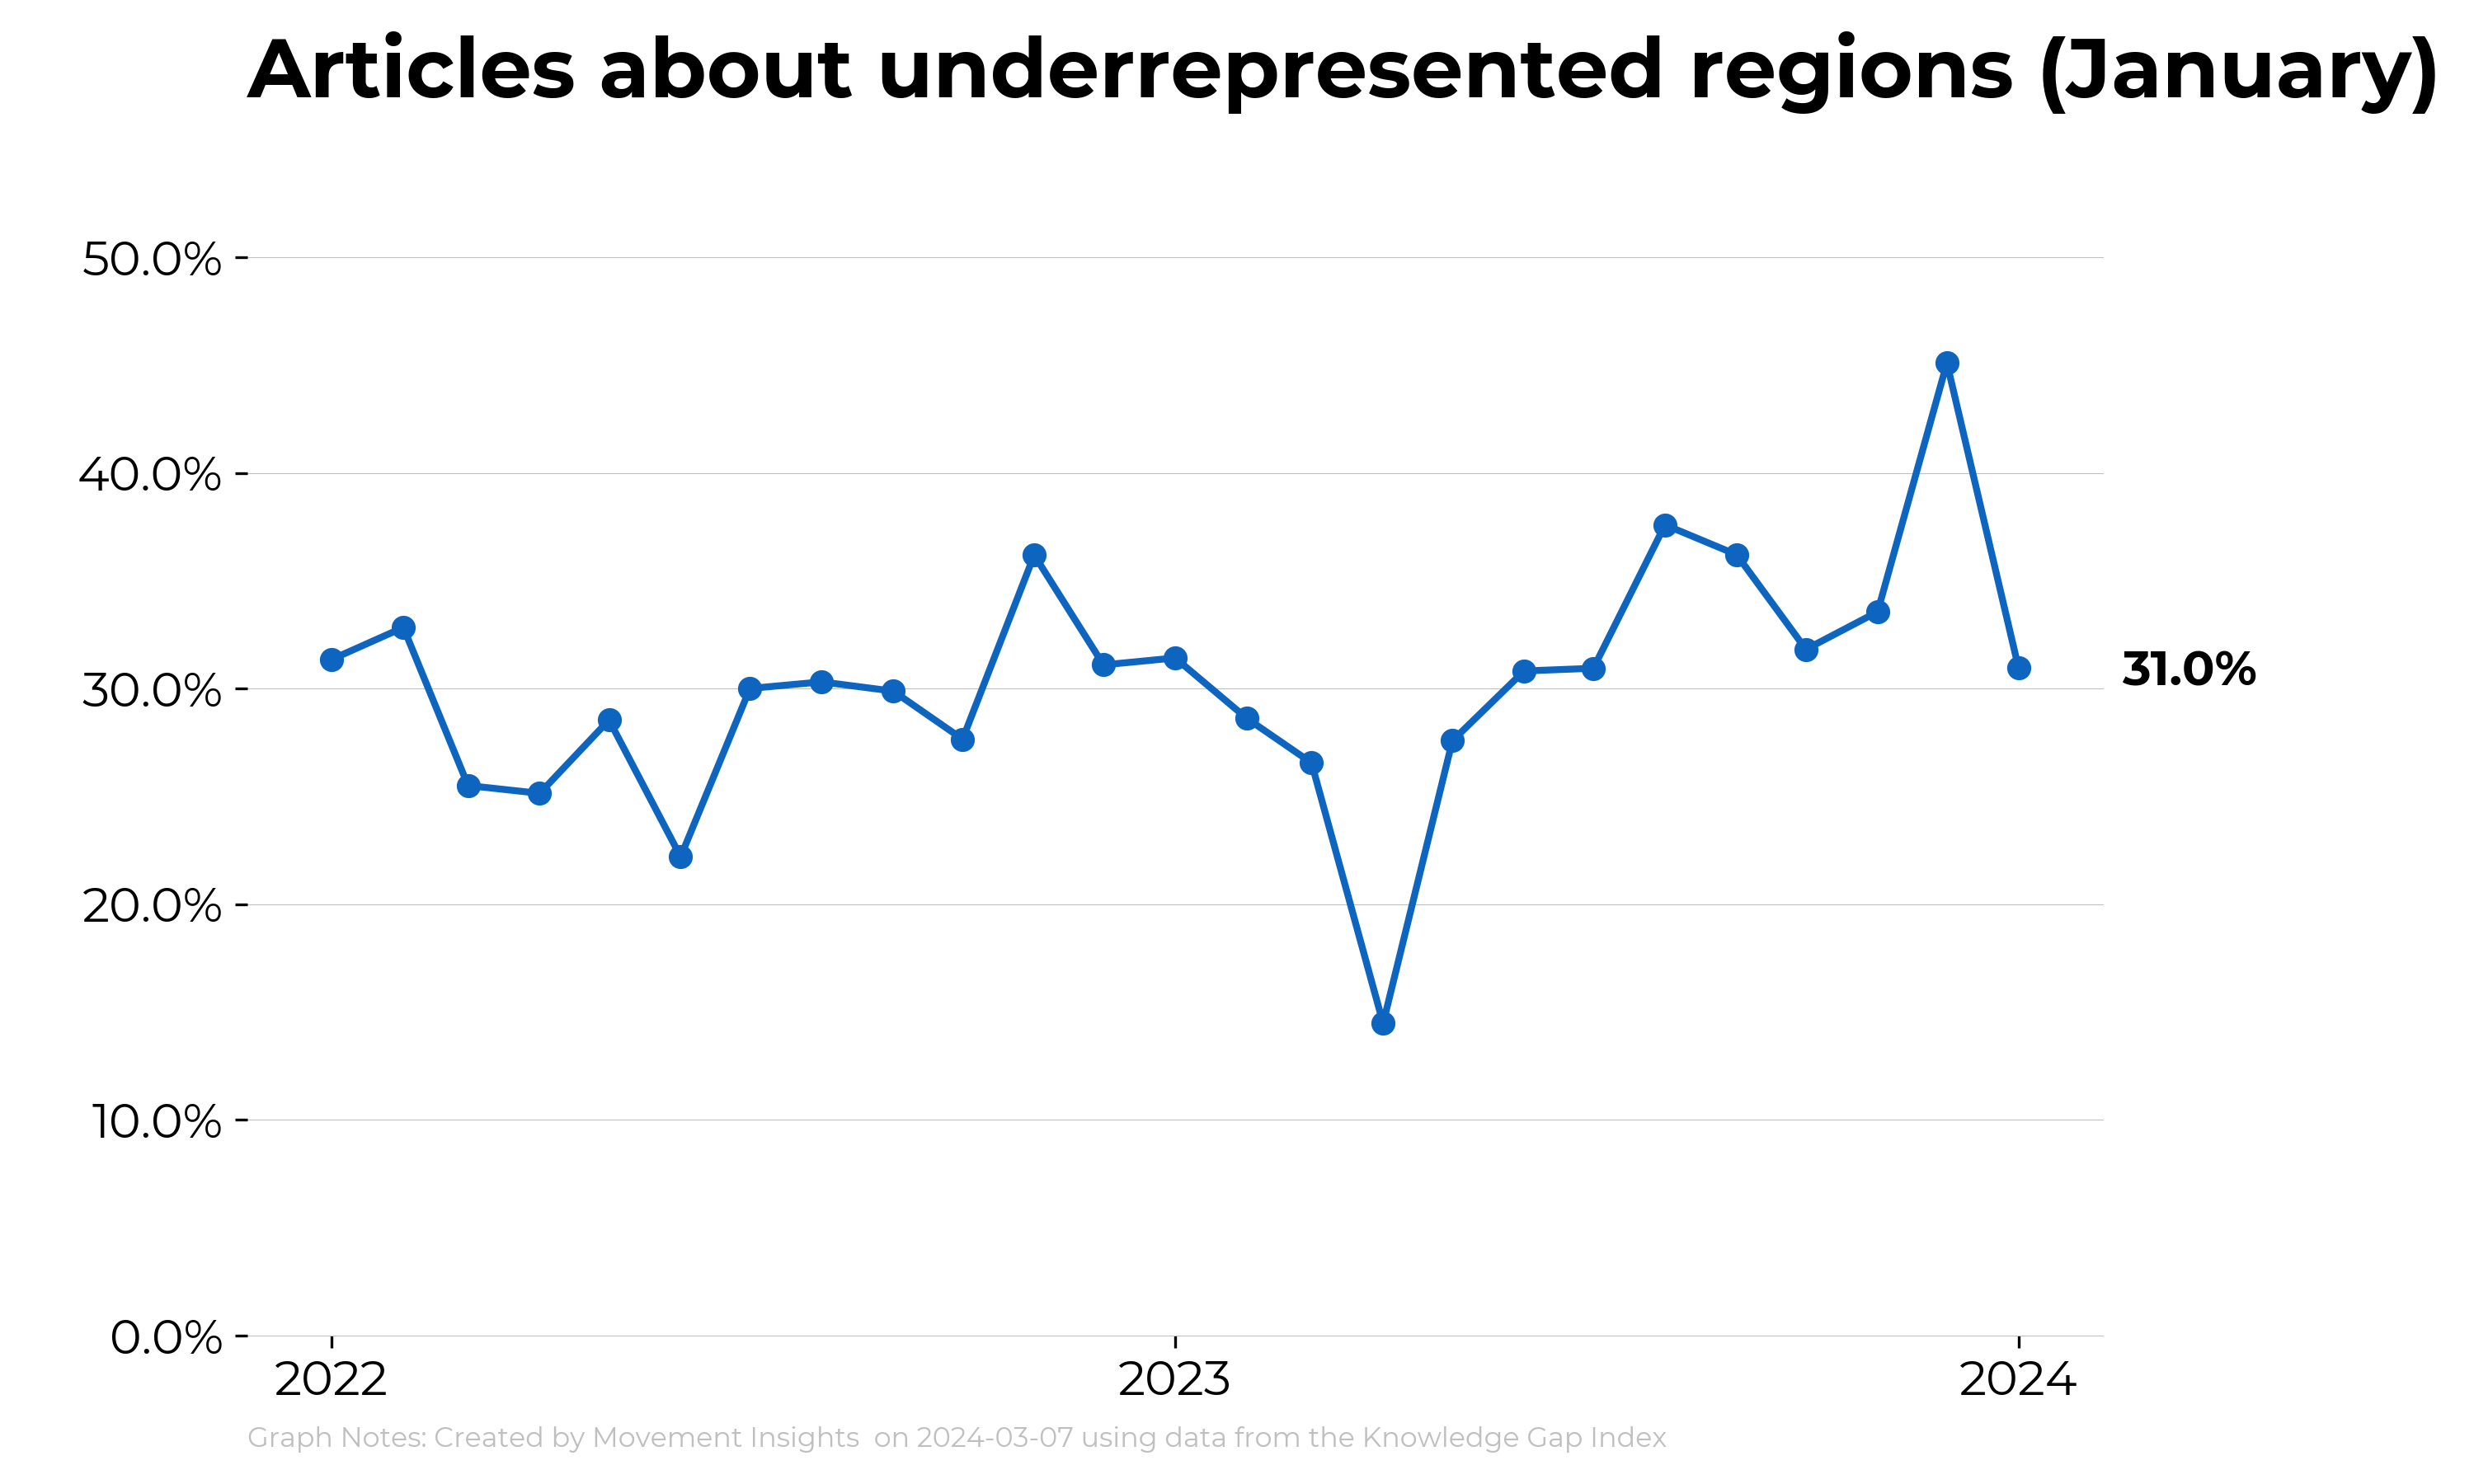 Articles about underrepresented regions (January)
50.0%
40.0%
30.0%
20.0%
10.0%
0.0%
31.0%
2022 2023 2024
Graph Notes: Created by Movement Insights  on 2024-03-07 using data from the Knowledge Gap Index